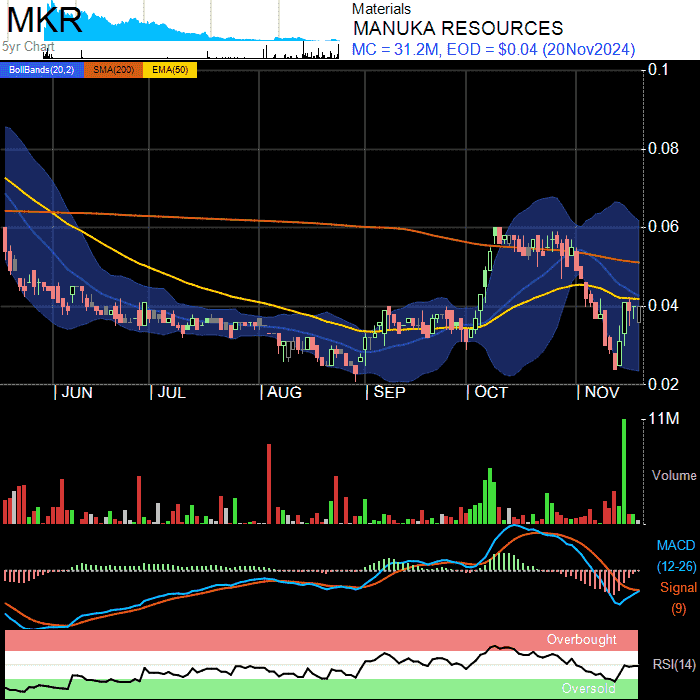 MKR
5yr Chart
Materials
MANUKA RESOURCES
MC = 31.2M, EOD = $0.04 (20Nov2024)
BollBands(20,2) SMA(200) EMA(50)
0.1
0.08
0.06
0.04
0.02
JUN JUL AUG SEP OCT NOV
11M
Volume
MACD
(12-26)
Signal
(9)
Overbought
RSI(14)
Oversold